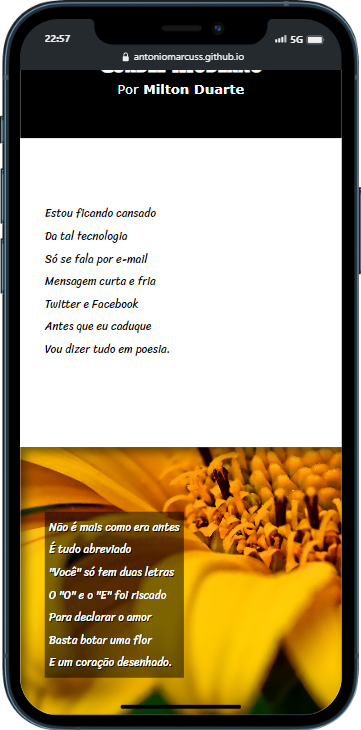 22:57
5G
antoniomarcuss.github.io
Cordel Moderno
Por Milton Duarte
Estou ficando cansado
Da tal tecnologia
Só se fala por e-mail
Mensagem curta e fria
Twitter e Facebook
Antes que eu caduque
Vou dizer tudo em poesia.
Não é mais como era antes
É tudo abreviado
"Você" só tem duas letras
O "O" e o "E" foi riscado
Para declarar o amor
Basta botar uma flor
E um coração desenhado.